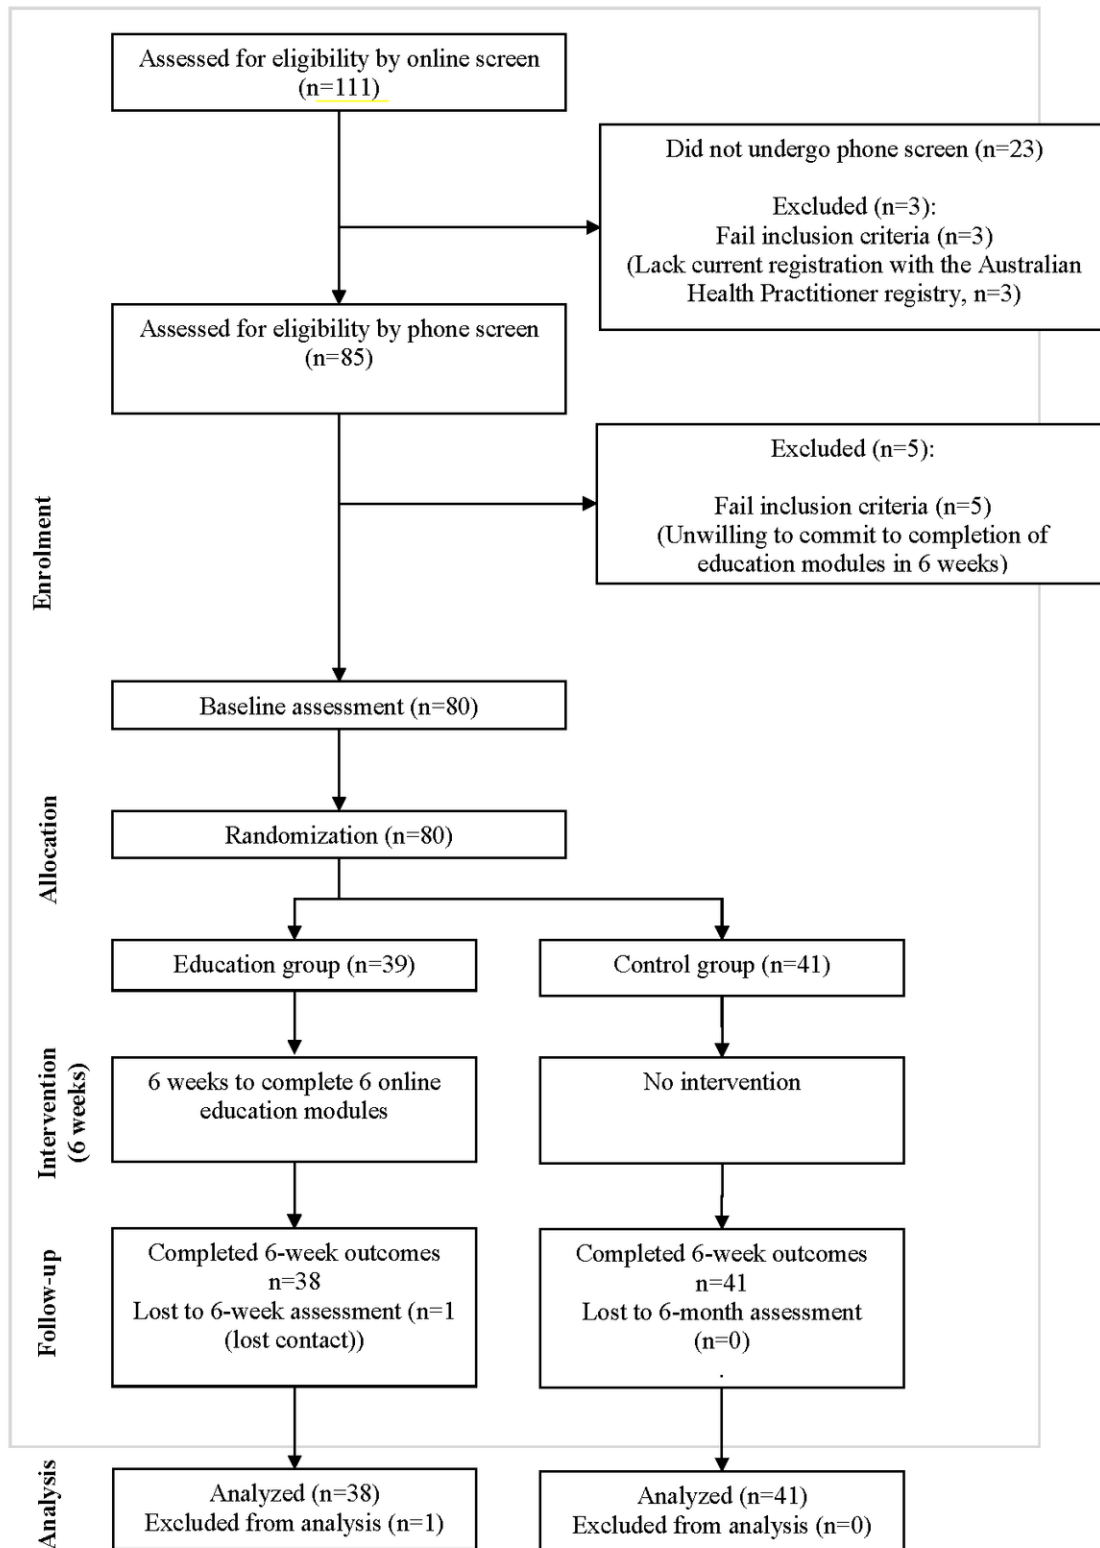 Assessed for eligibility by online screen
(n=111)
Did not undergo phone screen (n=23)
Excluded (n=3):
Fail inclusion criteria (n=3)
(Lack current registration with the Australian
Health Practitioner registry, n=3)
Assessed for eligibility by phone screen
(n=85)
Excluded (n=5):
Fail inclusion criteria (n=5)
(Unwilling to commit to completion of
education modules in 6 weeks)
Enrolment
Baseline assessment (n=80)
Allocation
Randomization (n=80)
Education group (n=39)
Control group (n=41)
Intervention
(6 weeks)
6 weeks to complete 6 online
education modules
No intervention
Follow-up
Completed 6-week outcomes
n=38
Lost to 6-week assessment (n=1
(lost contact))
Completed 6-week outcomes
n=41
Lost to 6-month assessment
(n=0)
.
Analysis
Analyzed (n=38)
Excluded from analysis (n=1)
Analyzed (n=41)
Excluded from analysis (n=0)